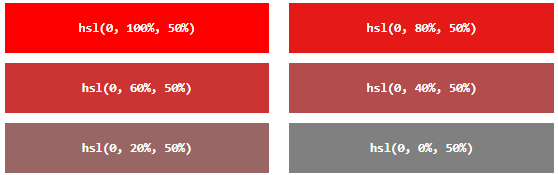 hsl(0, 100%, 50%)
hsl(0, 80%, 50%)
hsl(0, 60%, 50%)
hsl(0, 40%, 50%)
hsl(0, 20%, 50%)
hsl(0, 0%, 50%)